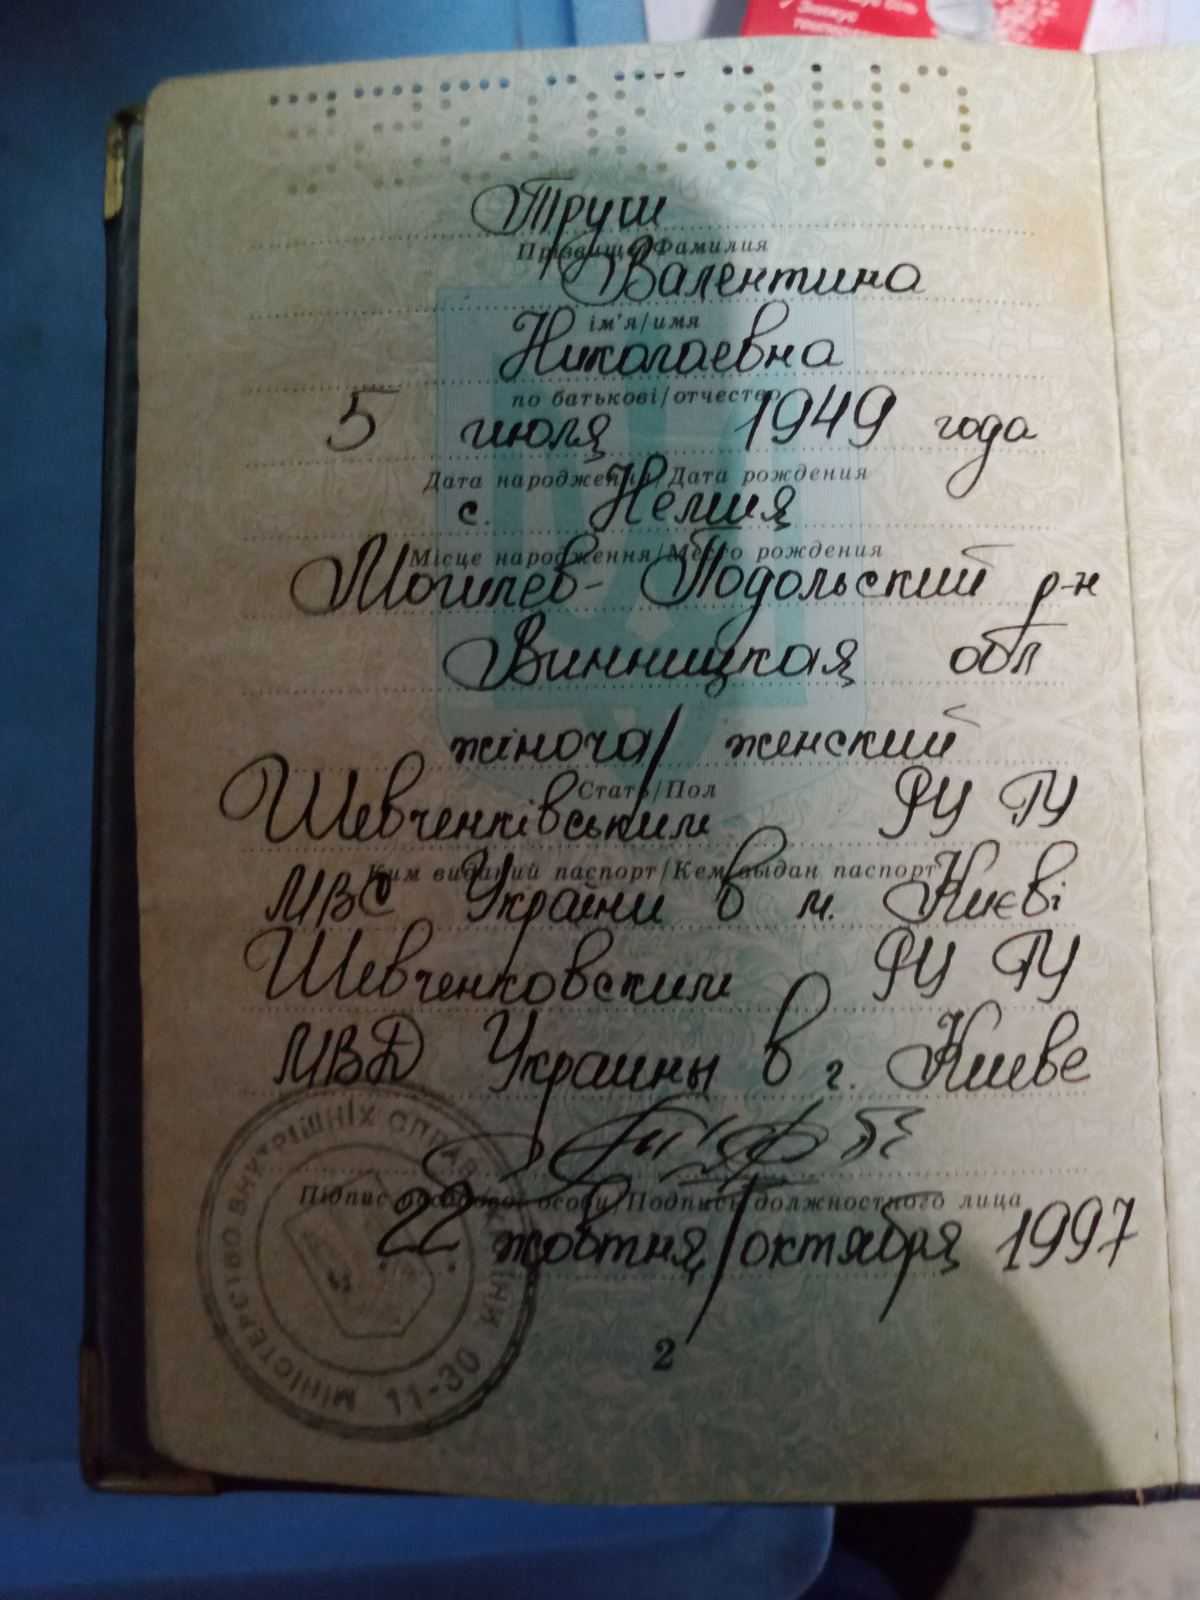 Знижує
Труш
Прізвище/Фамилия
Валентина
ім'я/имя
Николаевна
по батькові/отчество
5 июля 1949 года
Дата народження/Дата рождения
с. Немия
Місце народження/Место рождения
Могилев-Подольский р-н
Винницкая обл
жіноча/женский
Стать/Пол
Шевченківським РУ ГУ
Ким виданий паспорт/Кем выдан паспорт
МВС України в м. Києві
Шевченковским РУ ГУ
МВД Украины в г. Киеве
Підпис посадової особи/Подпись должностного лица
22 жовтня/октября 1997
МІНІСТЕРСТВО ВНУТРІШНІХ СПРАВ УКРАЇНИ
11-30
2